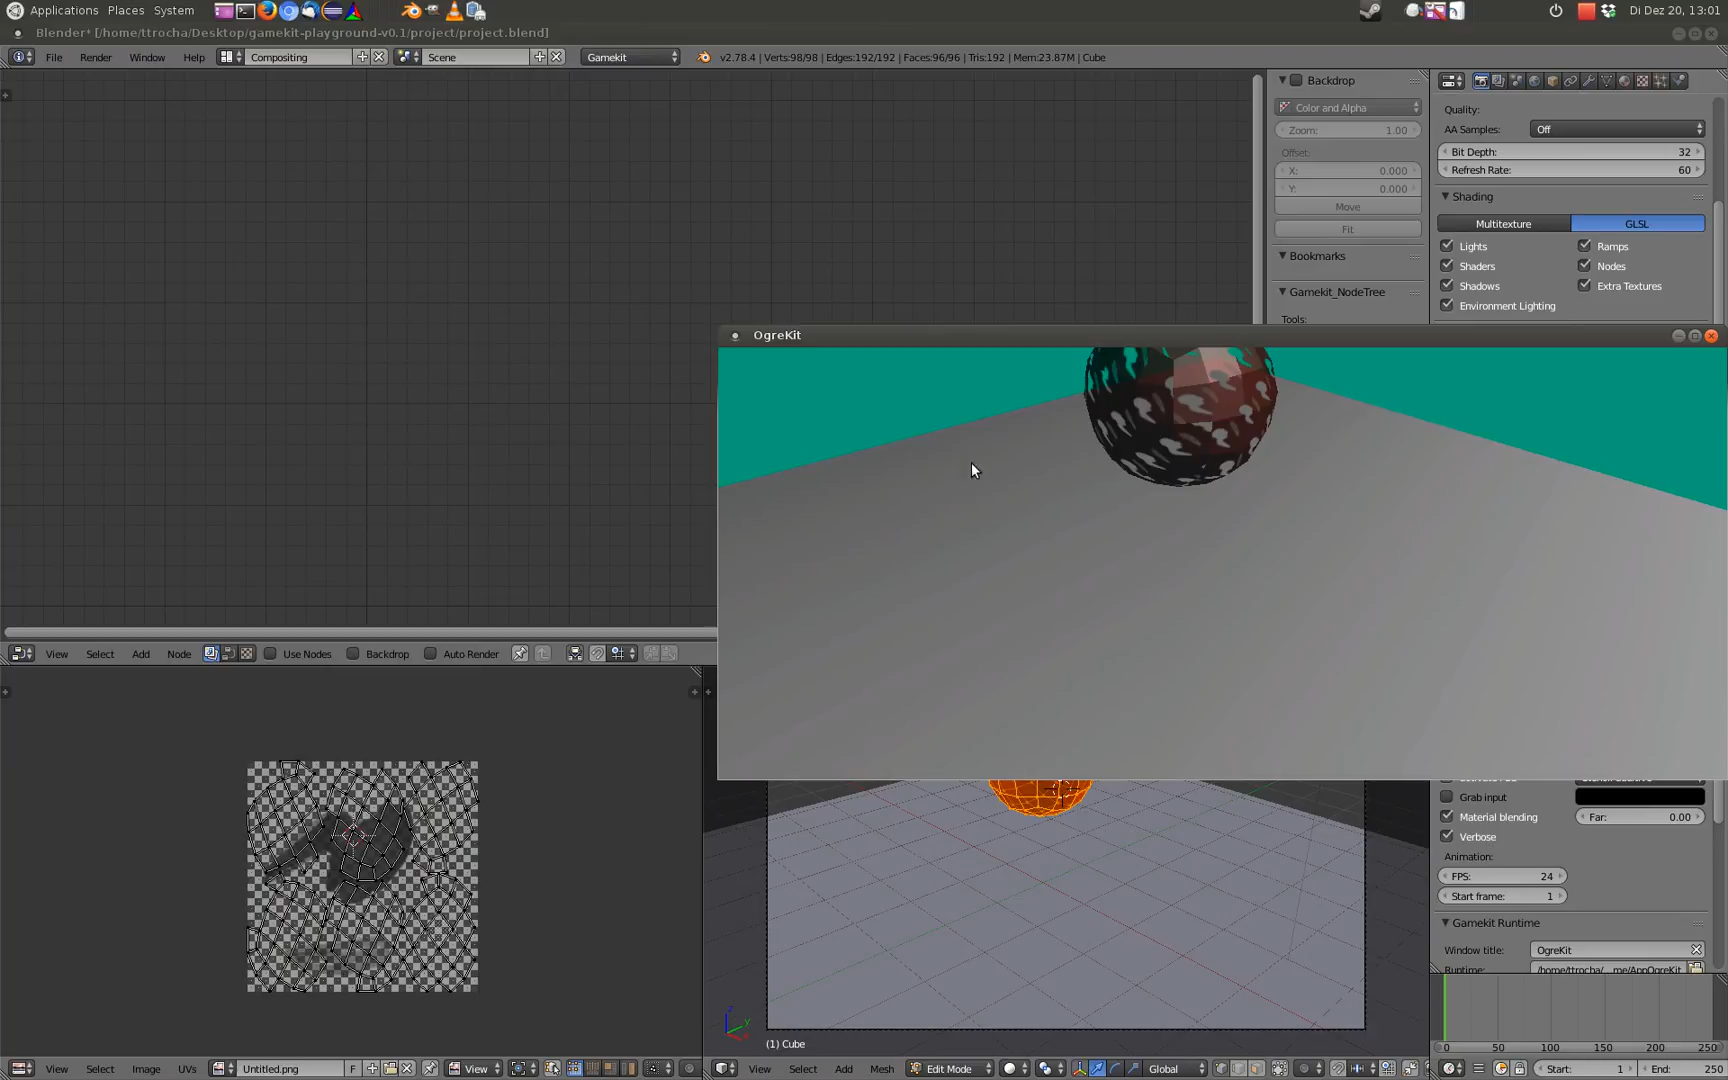 Applications Places System
Di Dez 20, 13:01
Blender* [/home/ttrocha/Desktop/gamekit-playground-v0.1/project/project.blend]
File Render Window Help Compositing Scene Gamekit v2.78.4 | Verts:98/98 | Edges:192/192 | Faces:96/96 | Tris:192 | Mem:23.87M | Cube
Backdrop
Color and Alpha
Zoom: 1.00
Offset:
X: 0.000
Y: 0.000
Move
Fit
Bookmarks
Gamekit_NodeTree
Tools:
Quality:
AA Samples: Off
Bit Depth: 32
Refresh Rate: 60
Shading
Multitexture GLSL
Lights Ramps
Shaders Nodes
Shadows Extra Textures
Environment Lighting
OgreKit
View Select Add Node Use Nodes Backdrop Auto Render
Grab input
Material blending Far: 0.00
Verbose
Animation:
FPS: 24
Start frame: 1
Gamekit Runtime
Window title: OgreKit
Runtime: /home/ttrocha/...me/AppOgreKit
(1) Cube
0 50 100 150 200 250
View Select Image UVs Untitled.png F View
View Select Add Mesh Edit Mode Global
Start: 1 End: 250